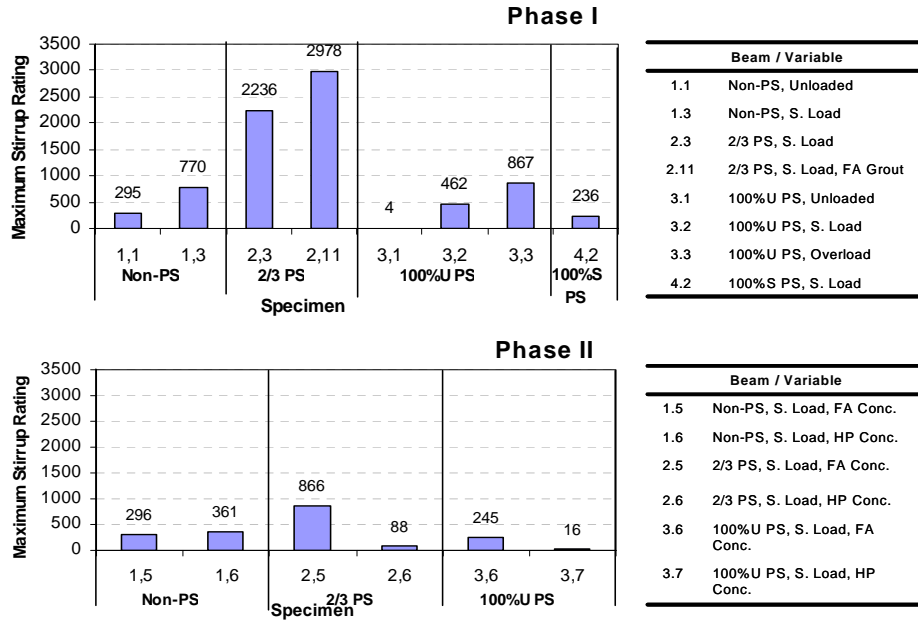 Phase I
Maximum Stirrup Rating
3500
3000
2500
2000
1500
1000
500
0
295
770
2236
2978
4
462
867
236
1,1
1,3
2,3
2,11
3,1
3,2
3,3
4,2
Non-PS
2/3 PS
100%U PS
100%S
PS
Specimen
Beam / Variable
1.1 Non-PS, Unloaded
1.3 Non-PS, S. Load
2.3 2/3 PS, S. Load
2.11 2/3 PS, S. Load, FA Grout
3.1 100%U PS, Unloaded
3.2 100%U PS, S. Load
3.3 100%U PS, Overload
4.2 100%S PS, S. Load
Phase II
Maximum Stirrup Rating
3500
3000
2500
2000
1500
1000
500
0
296
361
866
88
245
16
1,5
1,6
2,5
2,6
3,6
3,7
Non-PS
2/3 PS
100%U PS
Specimen
Beam / Variable
1.5 Non-PS, S. Load, FA Conc.
1.6 Non-PS, S. Load, HP Conc.
2.5 2/3 PS, S. Load, FA Conc.
2.6 2/3 PS, S. Load, HP Conc.
3.6 100%U PS, S. Load, FA
Conc.
3.7 100%U PS, S. Load, HP
Conc.